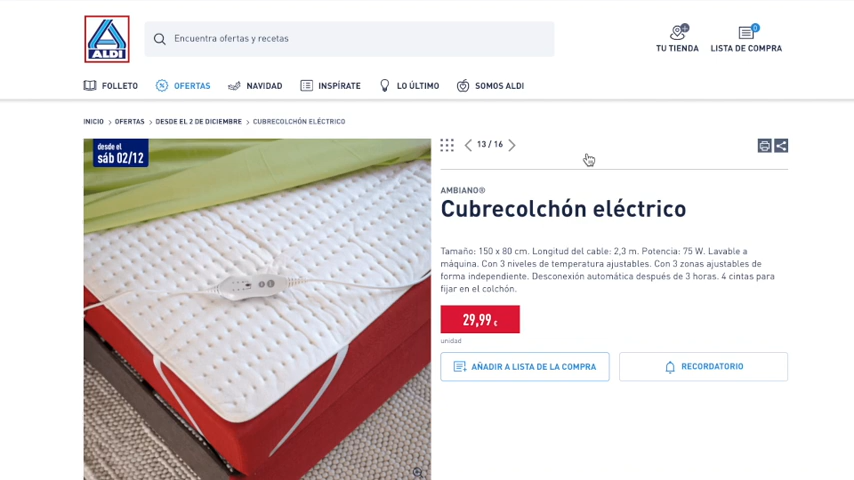 ALDI
Encuentra ofertas y recetas
TU TIENDA
0
LISTA DE COMPRA
FOLLETO
OFERTAS
NAVIDAD
INSPÍRATE
LO ÚLTIMO
SOMOS ALDI
INICIO > OFERTAS > DESDE EL 2 DE DICIEMBRE > CUBRECOLCHÓN ELÉCTRICO
desde el
sáb 02/12
13 / 16
AMBIANO®
Cubrecolchón eléctrico
Tamaño: 150 x 80 cm. Longitud del cable: 2,3 m. Potencia: 75 W. Lavable a
máquina. Con 3 niveles de temperatura ajustables. Con 3 zonas ajustables de
forma independiente. Desconexión automática después de 3 horas. 4 cintas para
fijar en el colchón.
29,99 €
unidad
AÑADIR A LISTA DE LA COMPRA
RECORDATORIO